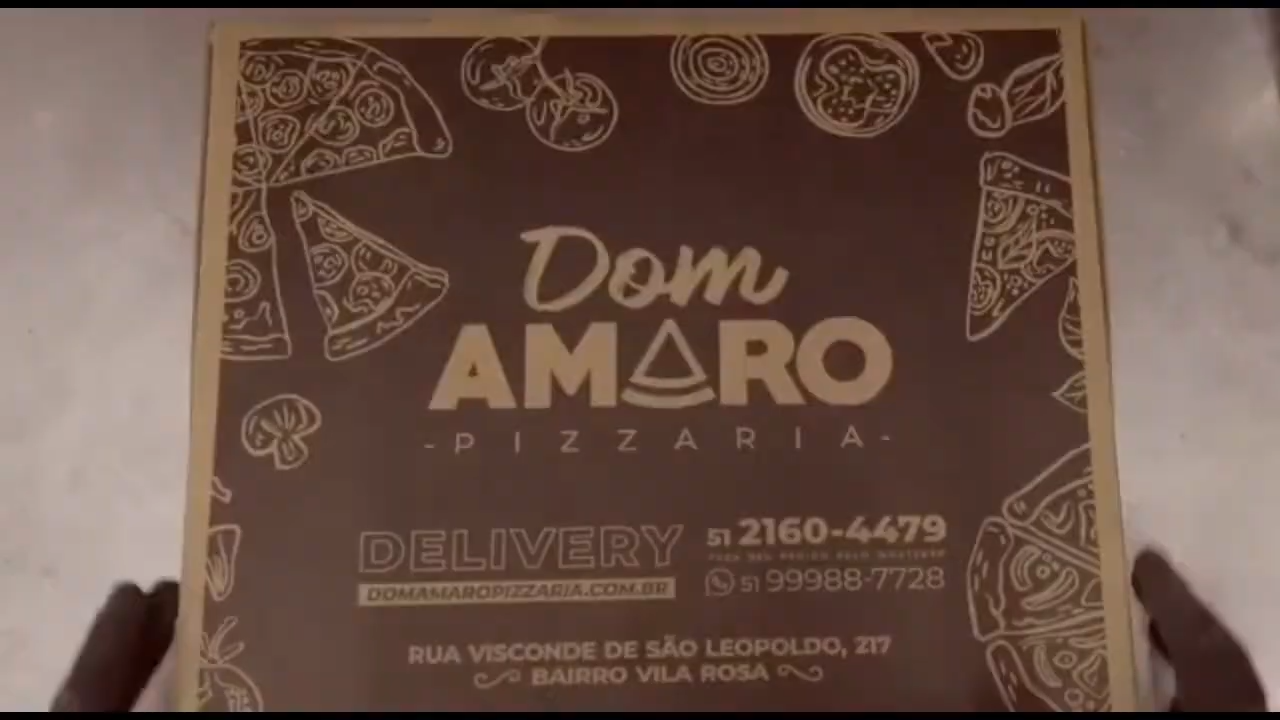 Dom
AMARO
-PIZZARIA-
DELIVERY
DOMAMAROPIZZARIA.COM.BR
51 2160-4479
51 99988-7728
RUA VISCONDE DE SÃO LEOPOLDO, 217
BAIRRO VILA ROSA